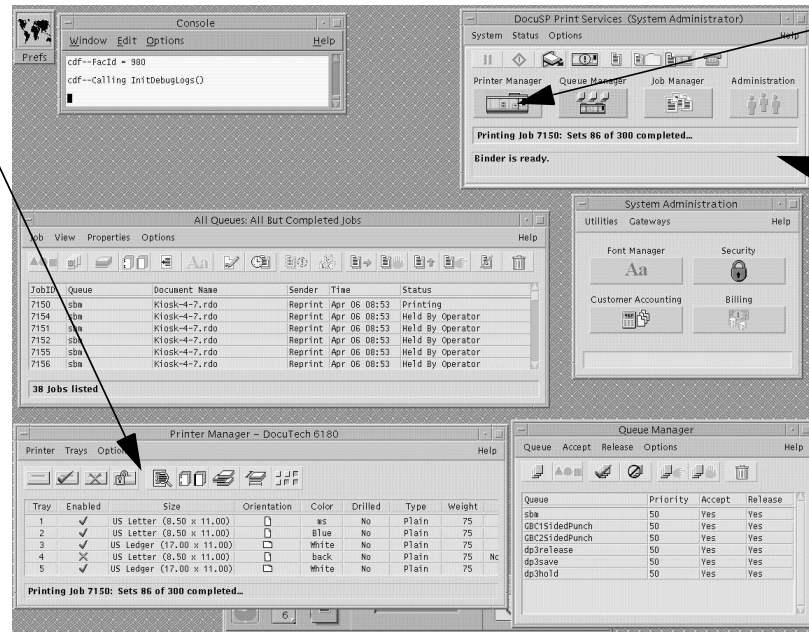 Console
Window Edit Options Help
Prefs
cdf--FacId = 980
cdf--Calling InitDebugLogs()
DocuSP Print Services (System Administrator)
System Status Options Help
Printer Manager Queue Manager Job Manager Administration
Printing Job 7150: Sets 86 of 300 completed...
Binder is ready.
All Queues: All But Completed Jobs
Job View Properties Options Help
Aa
JobID Queue Document Name Sender Time Status
7150 sbm Kiosk-4-7.rdo Reprint Apr 06 08:53 Printing
7154 sbm Kiosk-4-7.rdo Reprint Apr 06 08:53 Held By Operator
7151 sbm Kiosk-4-7.rdo Reprint Apr 06 08:53 Held By Operator
7152 sbm Kiosk-4-7.rdo Reprint Apr 06 08:53 Held By Operator
7155 sbm Kiosk-4-7.rdo Reprint Apr 06 08:53 Held By Operator
7156 sbm Kiosk-4-7.rdo Reprint Apr 06 08:53 Held By Operator
38 Jobs listed
System Administration
Utilities Gateways Help
Font Manager Security
Aa
Customer Accounting Billing
Printer Manager – DocuTech 6180
Printer Trays Options Help
Tray Enabled Size Orientation Color Drilled Type Weight
1 US Letter (8.50 x 11.00) ms No Plain 75
2 US Letter (8.50 x 11.00) Blue No Plain 75
3 US Ledger (17.00 x 11.00) White No Plain 75
4 US Letter (8.50 x 11.00) back No Plain 75 No
5 US Ledger (17.00 x 11.00) White No Plain 75
Printing Job 7150: Sets 86 of 300 completed...
6
Queue Manager
Queue Accept Release Options Help
Queue Priority Accept Release
sbm 50 Yes Yes
GBC1SidedPunch 50 Yes Yes
GBC2SidedPunch 50 Yes Yes
dp3release 50 Yes Yes
dp3save 50 Yes Yes
dp3hold 50 Yes Yes